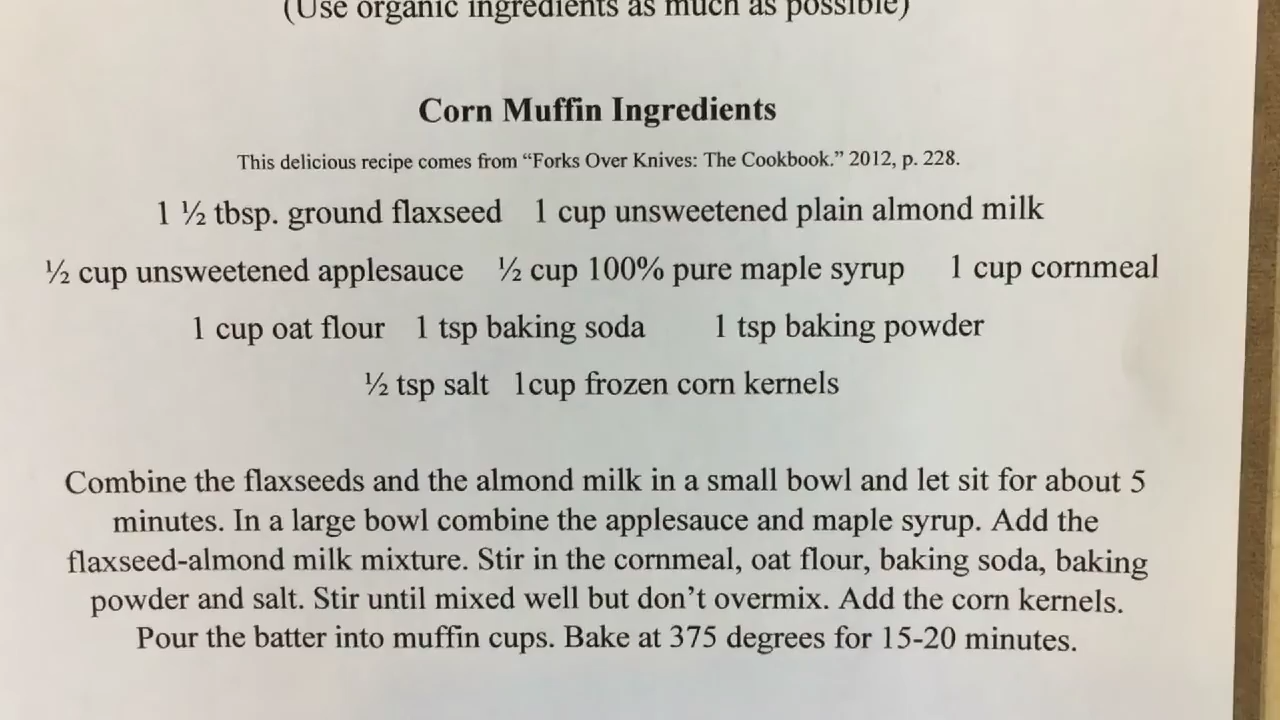 (Use organic ingredients as much as possible)
Corn Muffin Ingredients
This delicious recipe comes from “Forks Over Knives: The Cookbook.” 2012, p. 228.
1 ½ tbsp. ground flaxseed 1 cup unsweetened plain almond milk
½ cup unsweetened applesauce ½ cup 100% pure maple syrup 1 cup cornmeal
1 cup oat flour 1 tsp baking soda 1 tsp baking powder
½ tsp salt 1cup frozen corn kernels
Combine the flaxseeds and the almond milk in a small bowl and let sit for about 5
minutes. In a large bowl combine the applesauce and maple syrup. Add the
flaxseed-almond milk mixture. Stir in the cornmeal, oat flour, baking soda, baking
powder and salt. Stir until mixed well but don’t overmix. Add the corn kernels.
Pour the batter into muffin cups. Bake at 375 degrees for 15-20 minutes.